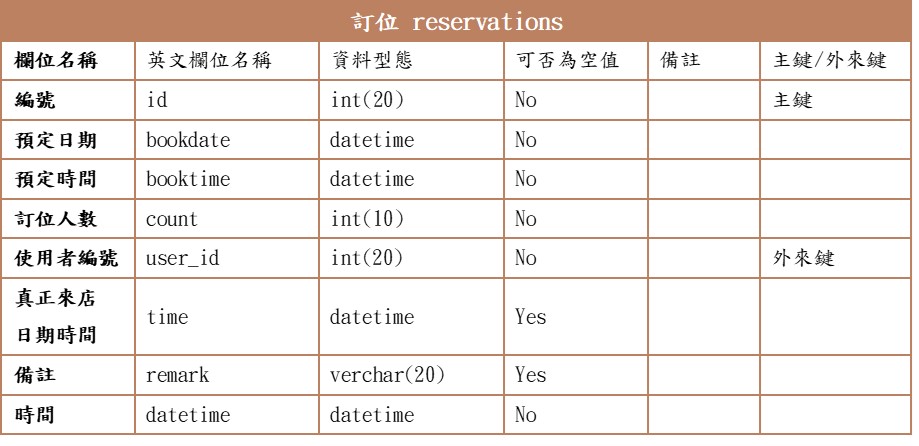 訂位 reservations
欄位名稱 英文欄位名稱 資料型態 可否為空值 備註 主鍵/外來鍵
編號 id int(20) No 主鍵
預定日期 bookdate datetime No
預定時間 booktime datetime No
訂位人數 count int(10) No
使用者編號 user_id int(20) No 外來鍵
真正來店
日期時間 time datetime Yes
備註 remark verchar(20) Yes
時間 datetime datetime No